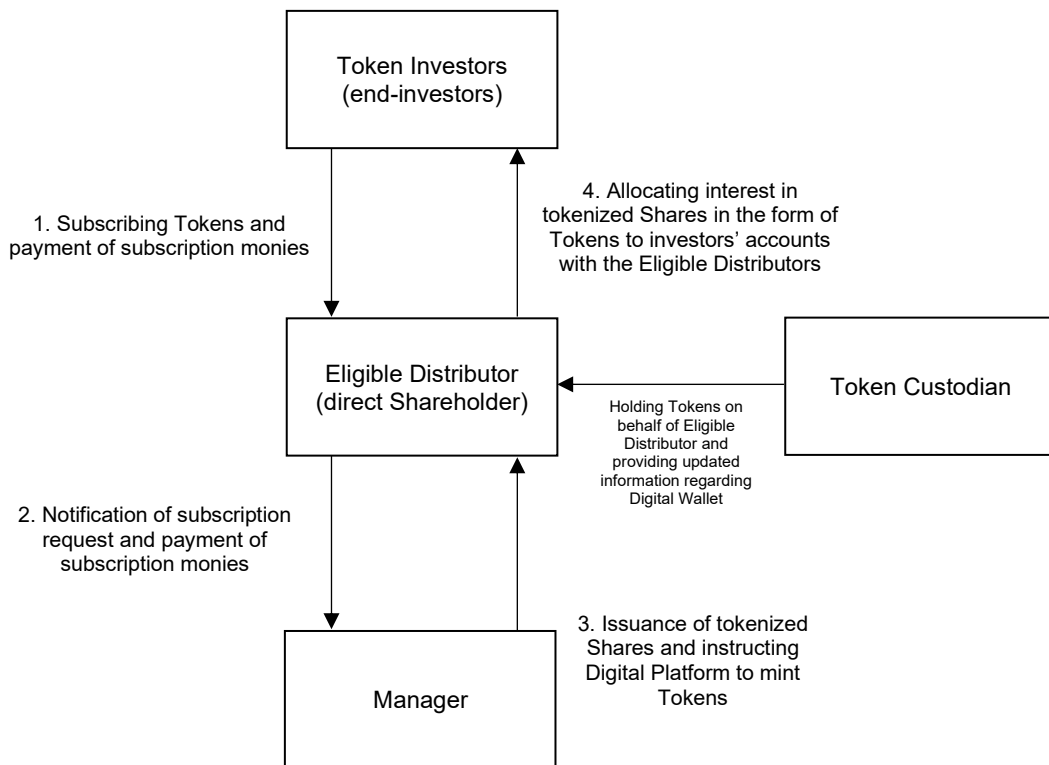 Token Investors
(end-investors)
1. Subscribing Tokens and
payment of subscription monies
4. Allocating interest in
tokenized Shares in the form of
Tokens to investors’ accounts
with the Eligible Distributors
Eligible Distributor
(direct Shareholder)
Token Custodian
Holding Tokens on
behalf of Eligible
Distributor and
providing updated
information regarding
Digital Wallet
2. Notification of subscription
request and payment of
subscription monies
3. Issuance of tokenized
Shares and instructing
Digital Platform to mint
Tokens
Manager